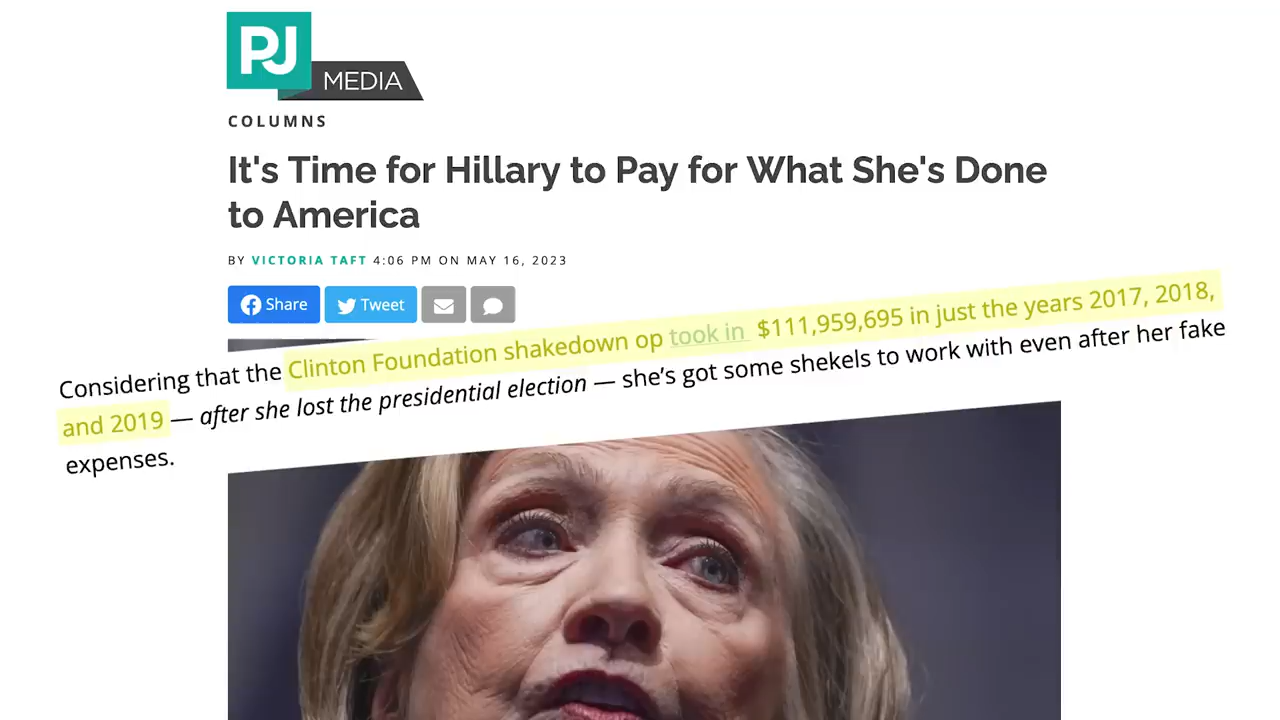 PJ
MEDIA
COLUMNS
It's Time for Hillary to Pay for What She's Done
to America
BY VICTORIA TAFT 4:06 PM ON MAY 16, 2023
Share Tweet
Considering that the Clinton Foundation shakedown op took in $111,959,695 in just the years 2017, 2018,
and 2019 — after she lost the presidential election — she’s got some shekels to work with even after her fake
expenses.